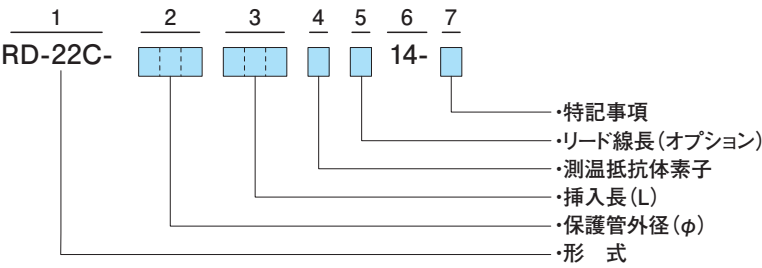 1 2 3 4 5 6 7
RD-22C- 14-
・特記事項
・リード線長(オプション)
・測温抵抗体素子
・挿入長(L)
・保護管外径(φ)
・形　式